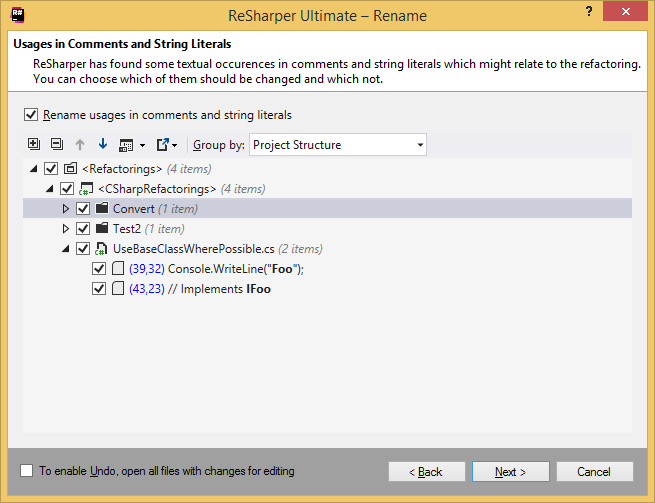 R#
ReSharper Ultimate – Rename
?
Usages in Comments and String Literals
ReSharper has found some textual occurences in comments and string literals which might relate to the refactoring.
You can choose which of them should be changed and which not.
Rename usages in comments and string literals
Group by: Project Structure
<Refactorings> (4 items)
C# <CSharpRefactorings> (4 items)
Convert (1 item)
Test2 (1 item)
C# UseBaseClassWherePossible.cs (2 items)
(39,32) Console.WriteLine("Foo");
(43,23) // Implements IFoo
To enable Undo, open all files with changes for editing
< Back
Next >
Cancel